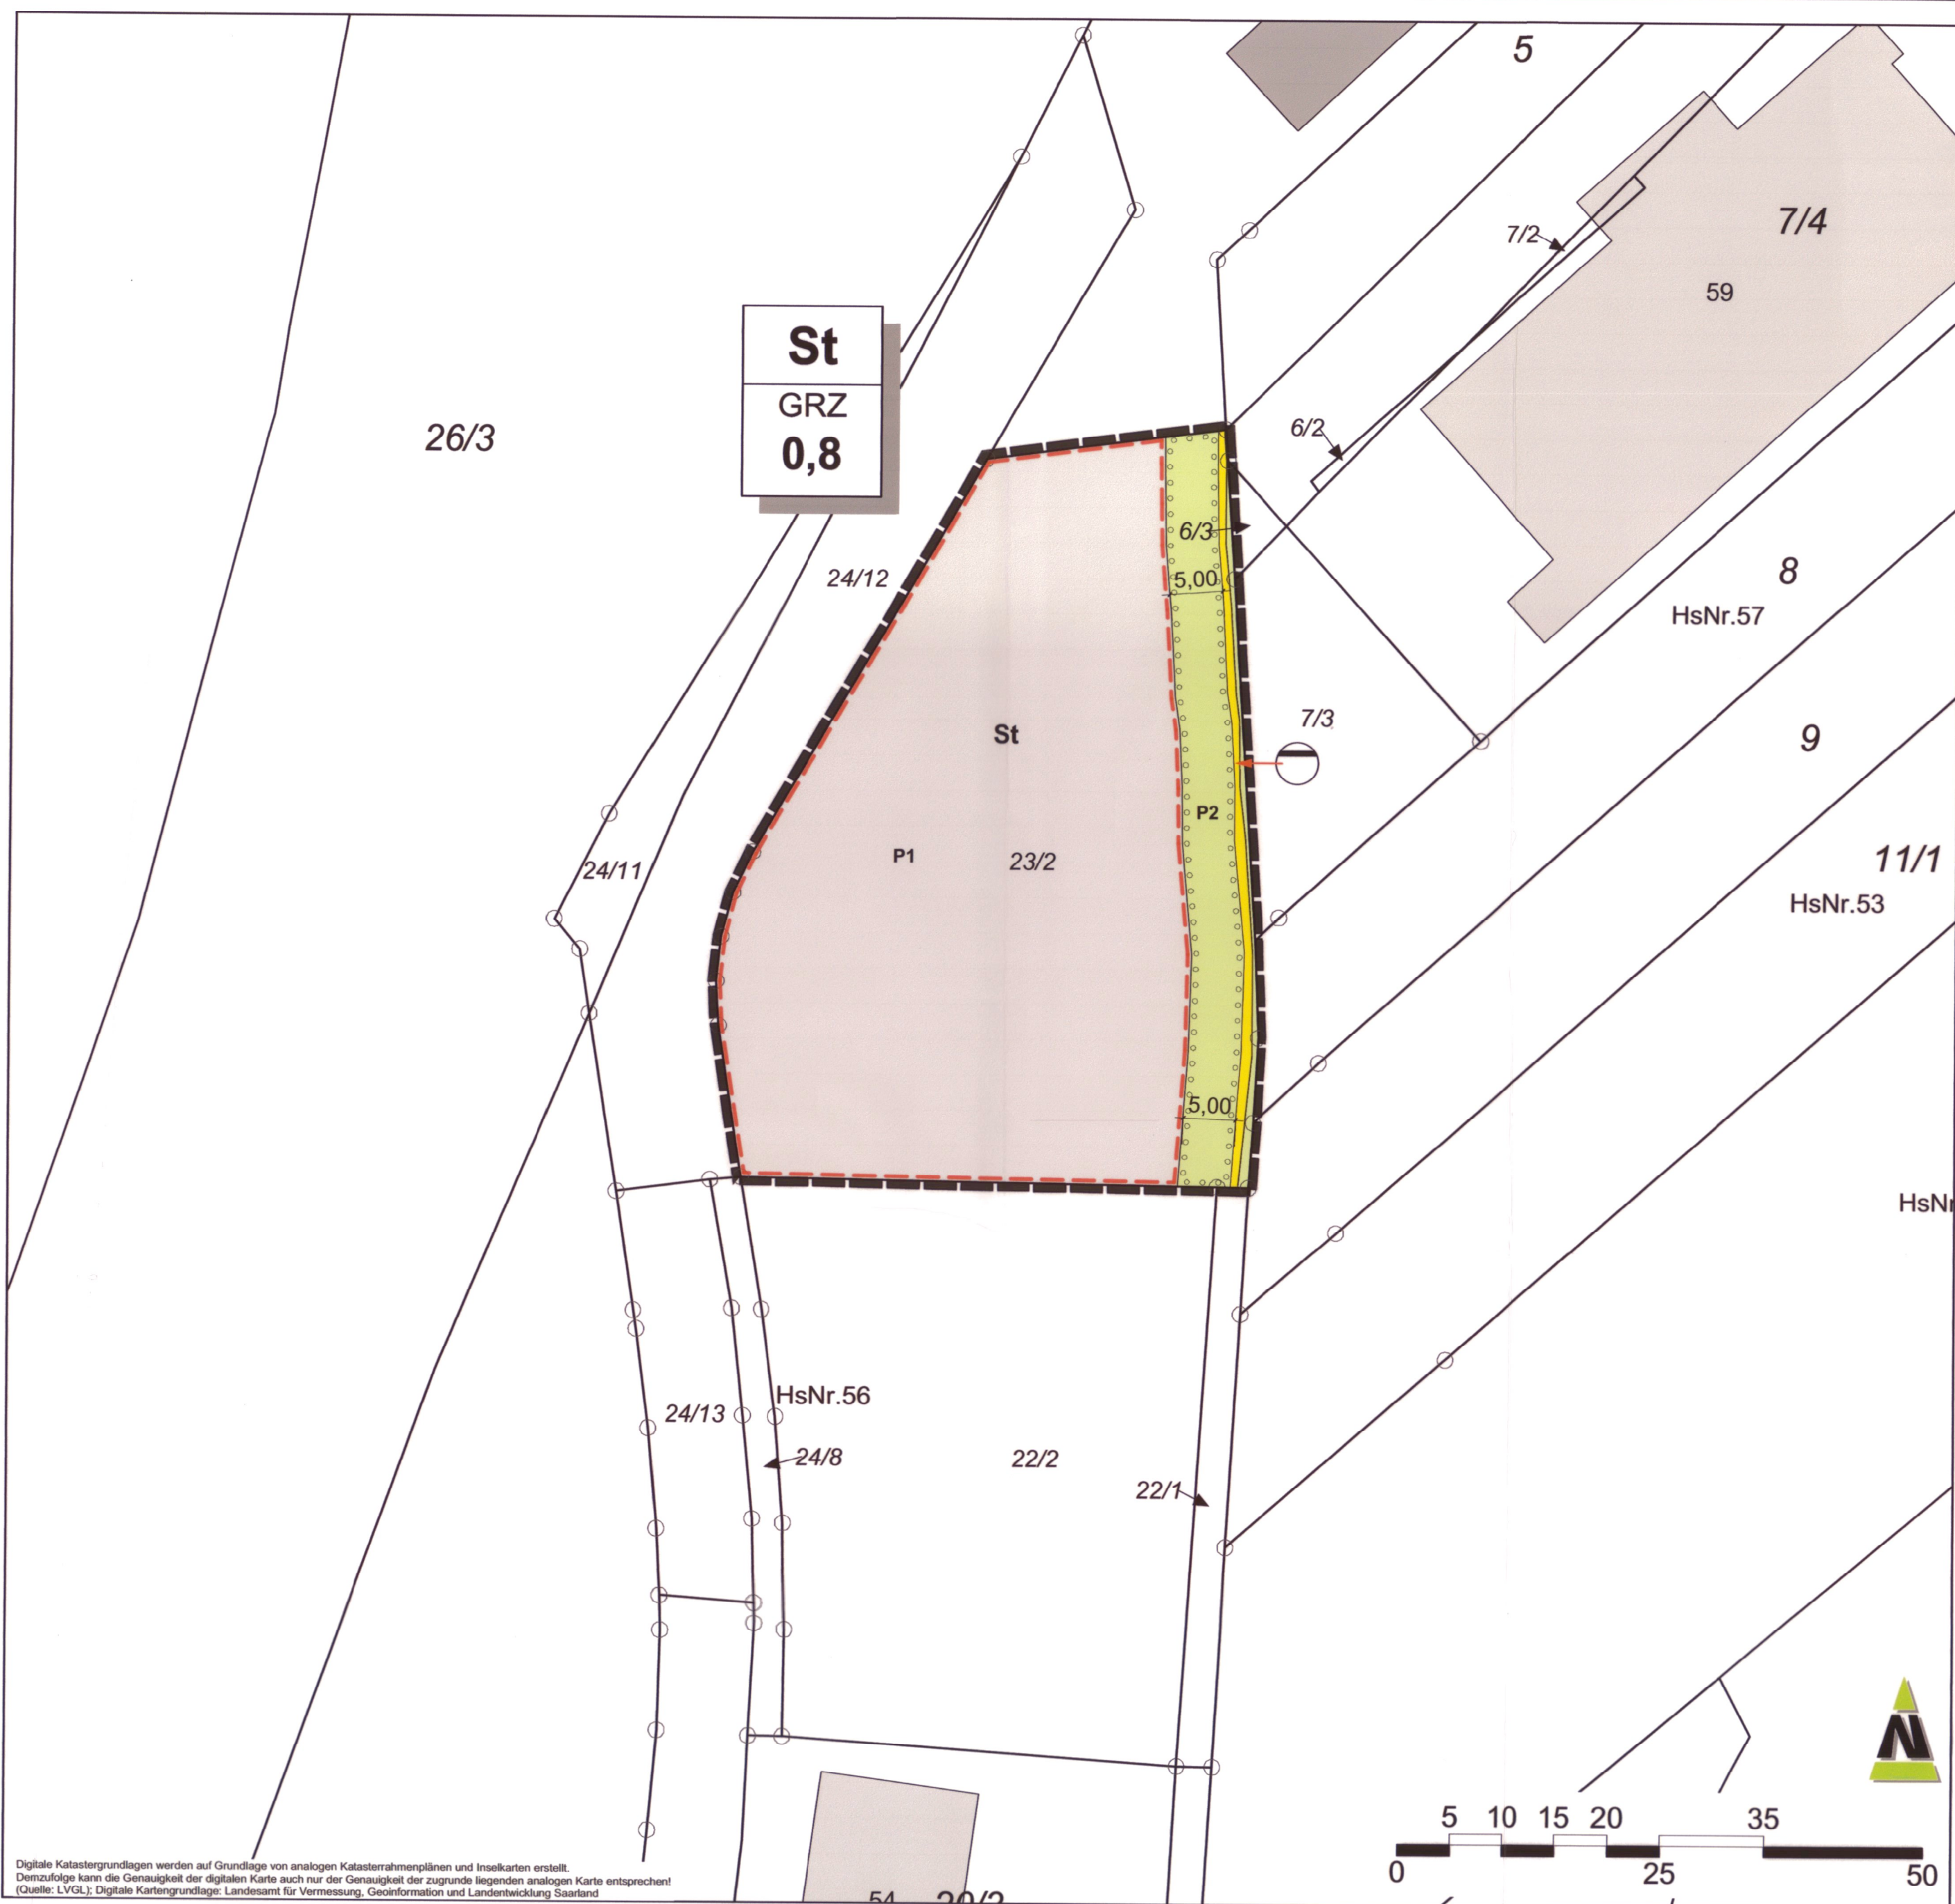 5
7/2
7/4
59
St
GRZ
0,8
26/3
6/2
6/3
24/12
5,00
8
HsNr.57
7/3
St
9
P2
P1
23/2
24/11
11/1
HsNr.53
5,00
HsNr
HsNr.56
24/13
24/8
22/2
22/1
N
5 10 15 20 35
0 25 50
Digitale Katastergrundlagen werden auf Grundlage von analogen Katasterrahmenplänen und Inselkarten erstellt.
Demzufolge kann die Genauigkeit der digitalen Karte auch nur der Genauigkeit der zugrunde liegenden analogen Karte entsprechen!
(Quelle: LVGL); Digitale Kartengrundlage: Landesamt für Vermessung, Geoinformation und Landentwicklung Saarland
54 20/2